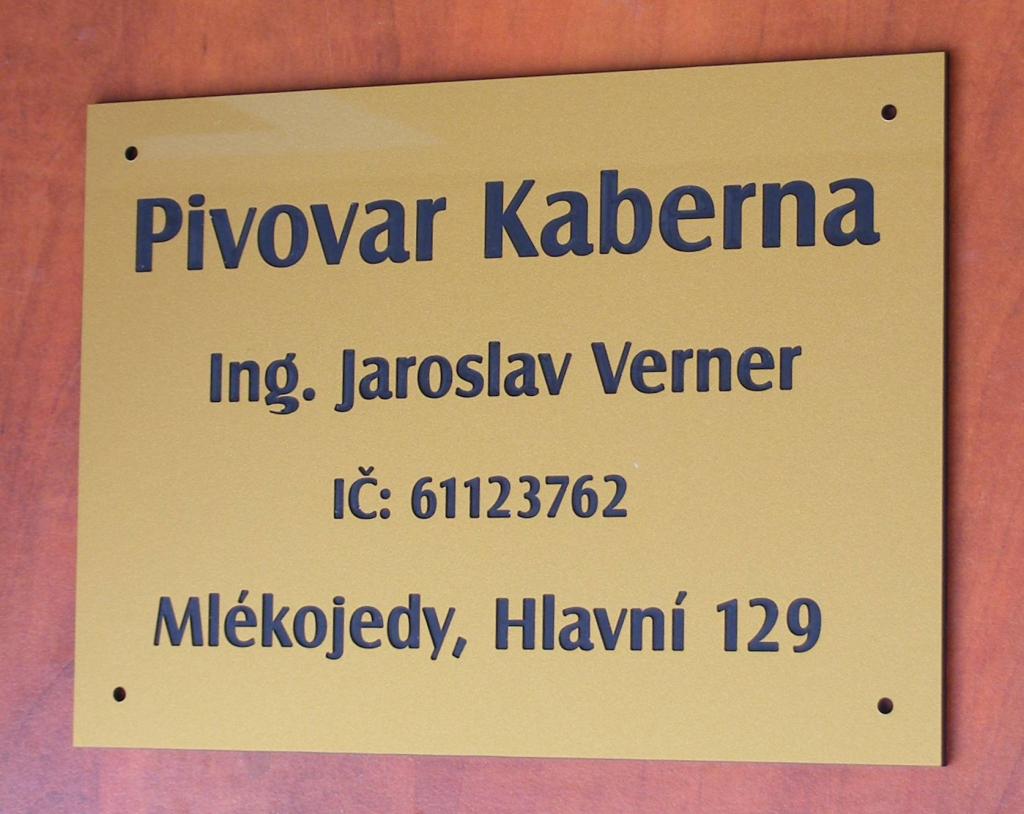 Pivovar Kaberna
Ing. Jaroslav Verner
IČ: 61123762
Mlékojedy, Hlavní 129